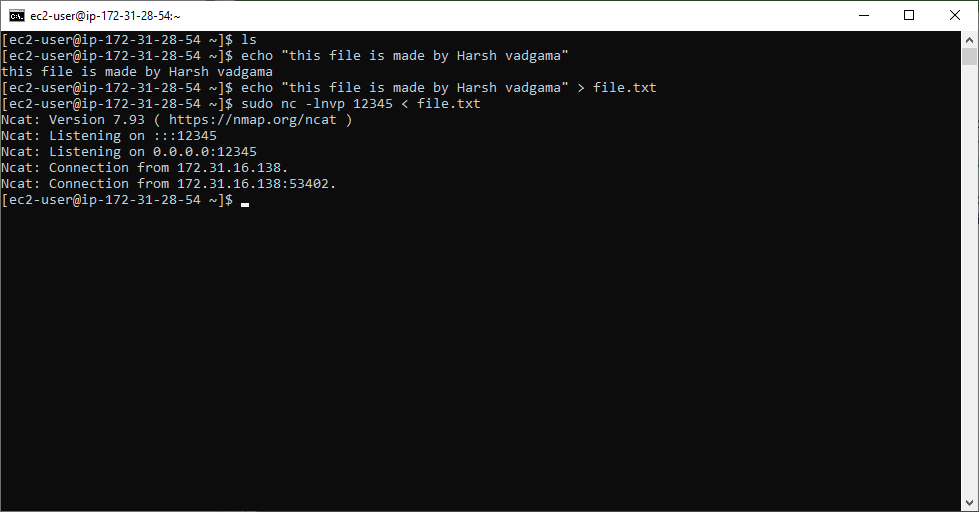 ec2-user@ip-172-31-28-54:~
[ec2-user@ip-172-31-28-54 ~]$ ls
[ec2-user@ip-172-31-28-54 ~]$ echo "this file is made by Harsh vadgama"
this file is made by Harsh vadgama
[ec2-user@ip-172-31-28-54 ~]$ echo "this file is made by Harsh vadgama" > file.txt
[ec2-user@ip-172-31-28-54 ~]$ sudo nc -lnvp 12345 < file.txt
Ncat: Version 7.93 ( https://nmap.org/ncat )
Ncat: Listening on :::12345
Ncat: Listening on 0.0.0.0:12345
Ncat: Connection from 172.31.16.138.
Ncat: Connection from 172.31.16.138:53402.
[ec2-user@ip-172-31-28-54 ~]$